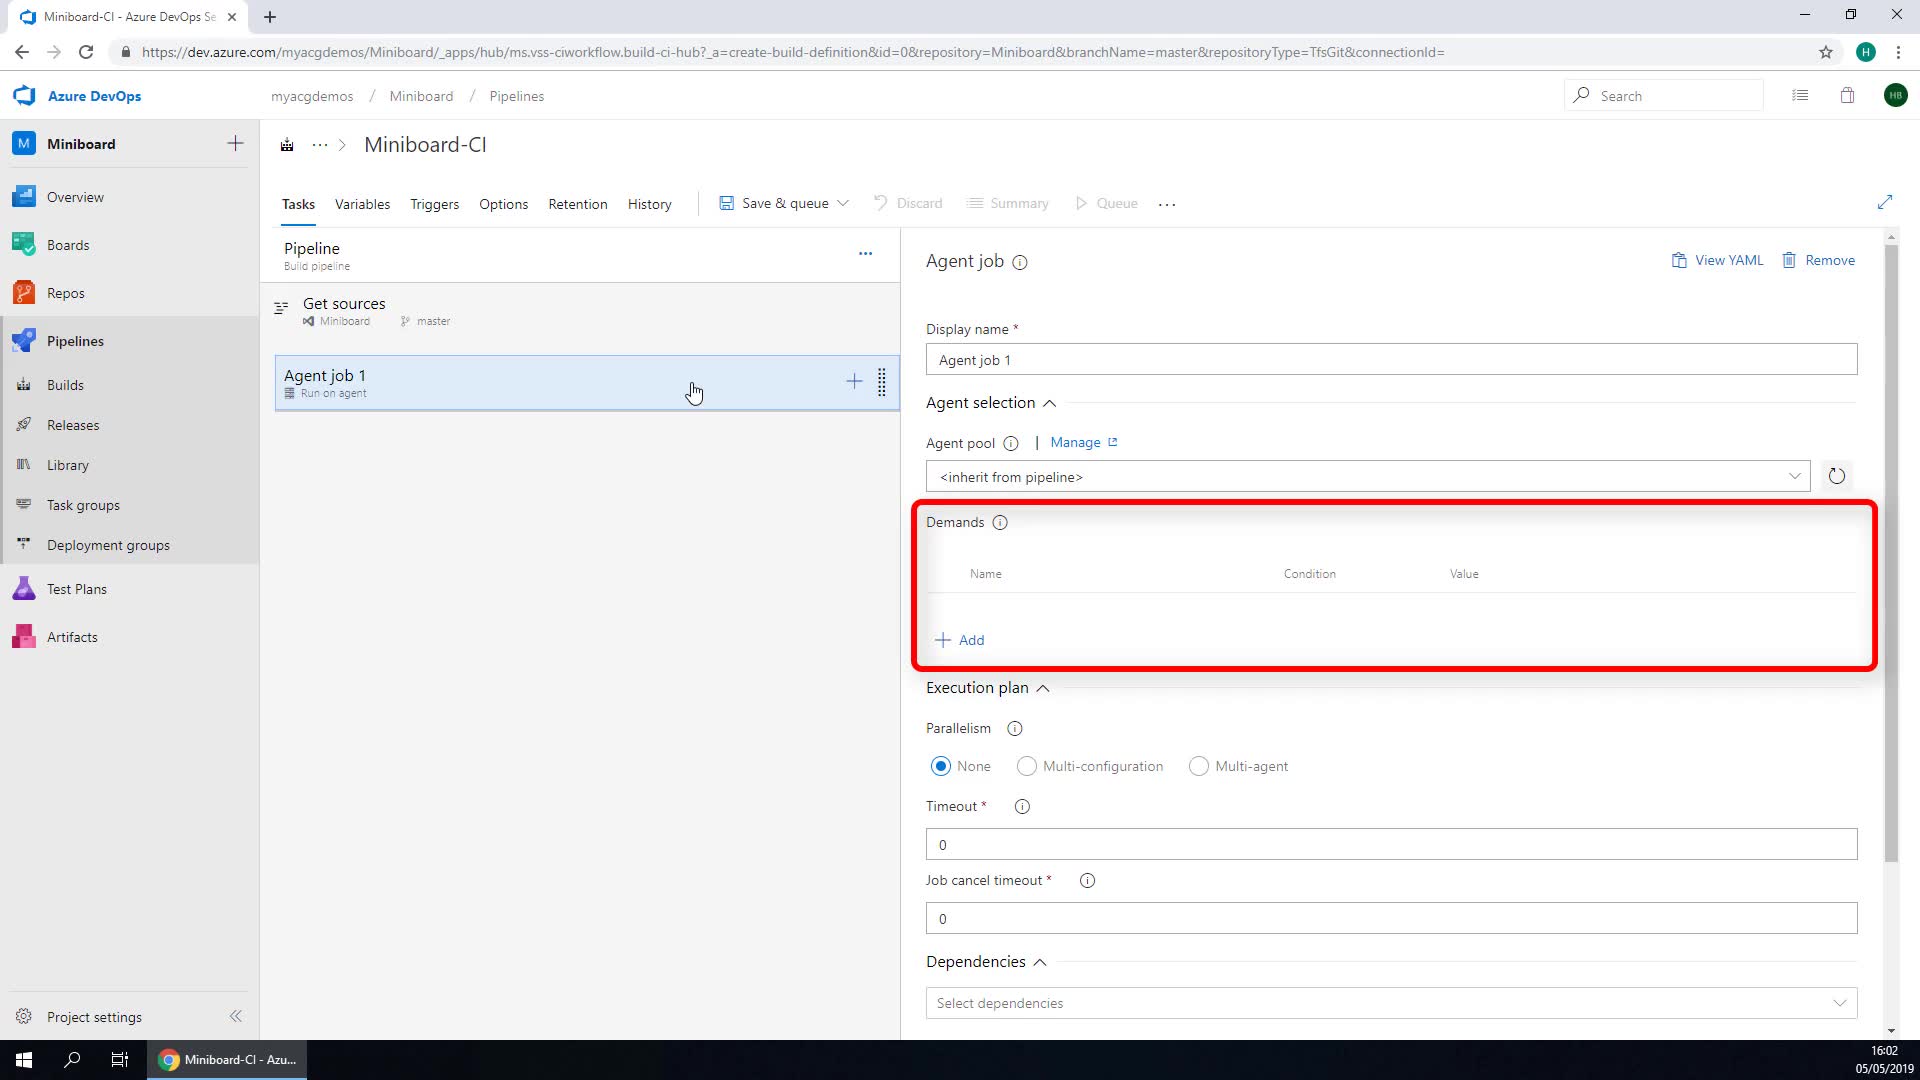 Miniboard-CI - Azure DevOps Se
https://dev.azure.com/myacgdemos/Miniboard/_apps/hub/ms.vss-ciworkflow.build-ci-hub?_a=create-build-definition&id=0&repository=Miniboard&branchName=master&repositoryType=TfsGit&connectionId=
H
Azure DevOps
myacgdemos / Miniboard / Pipelines
Search
HB
M Miniboard
Miniboard-CI
Overview
Boards
Repos
Pipelines
Builds
Releases
Library
Task groups
Deployment groups
Test Plans
Artifacts
Project settings
Tasks Variables Triggers Options Retention History Save & queue Discard Summary Queue
Pipeline
Build pipeline
Get sources
Miniboard master
Agent job 1
Run on agent
Agent job
View YAML Remove
Display name *
Agent job 1
Agent selection
Agent pool | Manage
<inherit from pipeline>
Demands
Name Condition Value
Add
Execution plan
Parallelism
None Multi-configuration Multi-agent
Timeout *
0
Job cancel timeout *
0
Dependencies
Select dependencies
Miniboard-CI - Azu...
16:02
05/05/2019